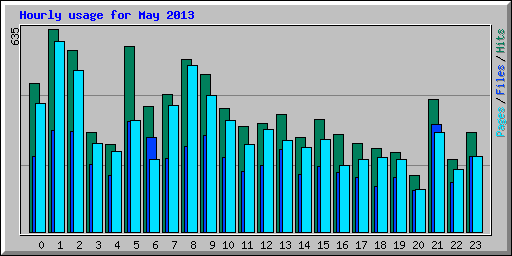 Hourly usage for May 2013
635
Pages/Files/Hits
0 1 2 3 4 5 6 7 8 9 10 11 12 13 14 15 16 17 18 19 20 21 22 23